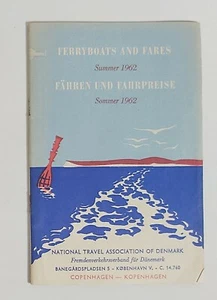 FERRYBOATS AND FARES
Summer 1962
FÄHREN UND FAHRPREISE
Sommer 1962
NATIONAL TRAVEL ASSOCIATION OF DENMARK
Fremdenverkehrsverband für Dänemark
BANEGÅRDSPLADSEN 5 - KØBENHAVN V. - C. 14.760
COPENHAGEN — KOPENHAGEN